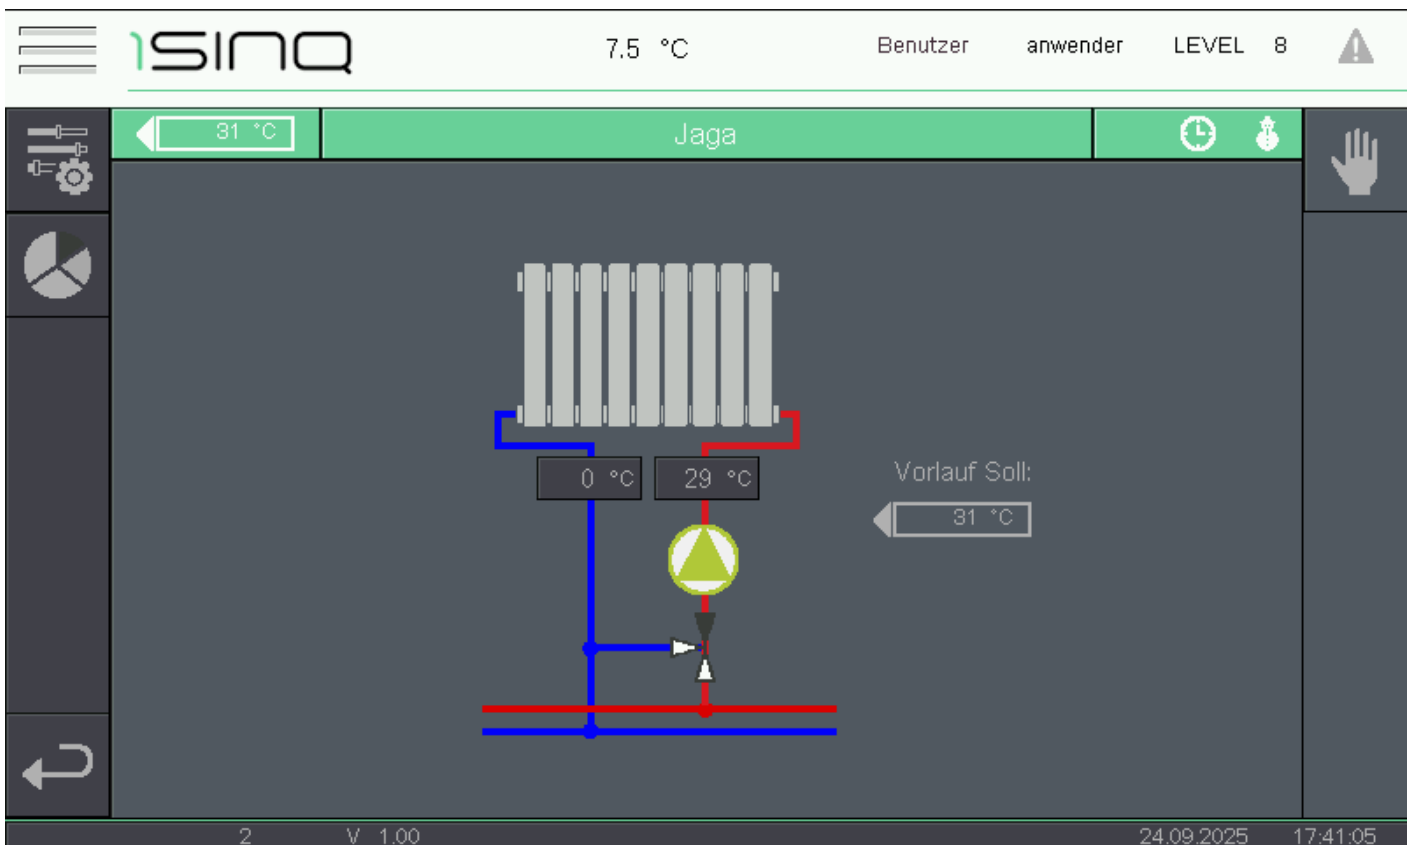 ISINQ
7.5 °C
Benutzer anwender LEVEL 8
31 °C
Jaga
0 °C
29 °C
Vorlauf Soll:
31 °C
2 V 1.00
24.09.2025 17:41:05